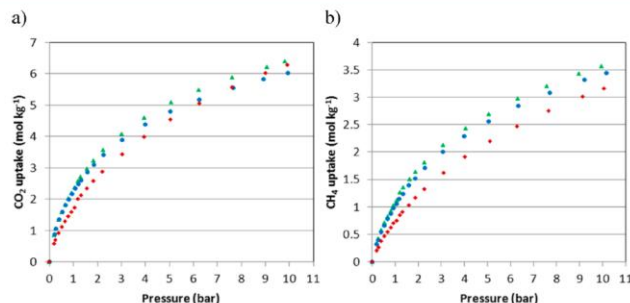 a)
b)
7
6
5
4
3
2
1
0
CO₂ uptake (mol kg⁻¹)
0 1 2 3 4 5 6 7 8 9 10 11
Pressure (bar)
4
3.5
3
2.5
2
1.5
1
0.5
0
CH₄ uptake (mol kg⁻¹)
0 1 2 3 4 5 6 7 8 9 10 11
Pressure (bar)